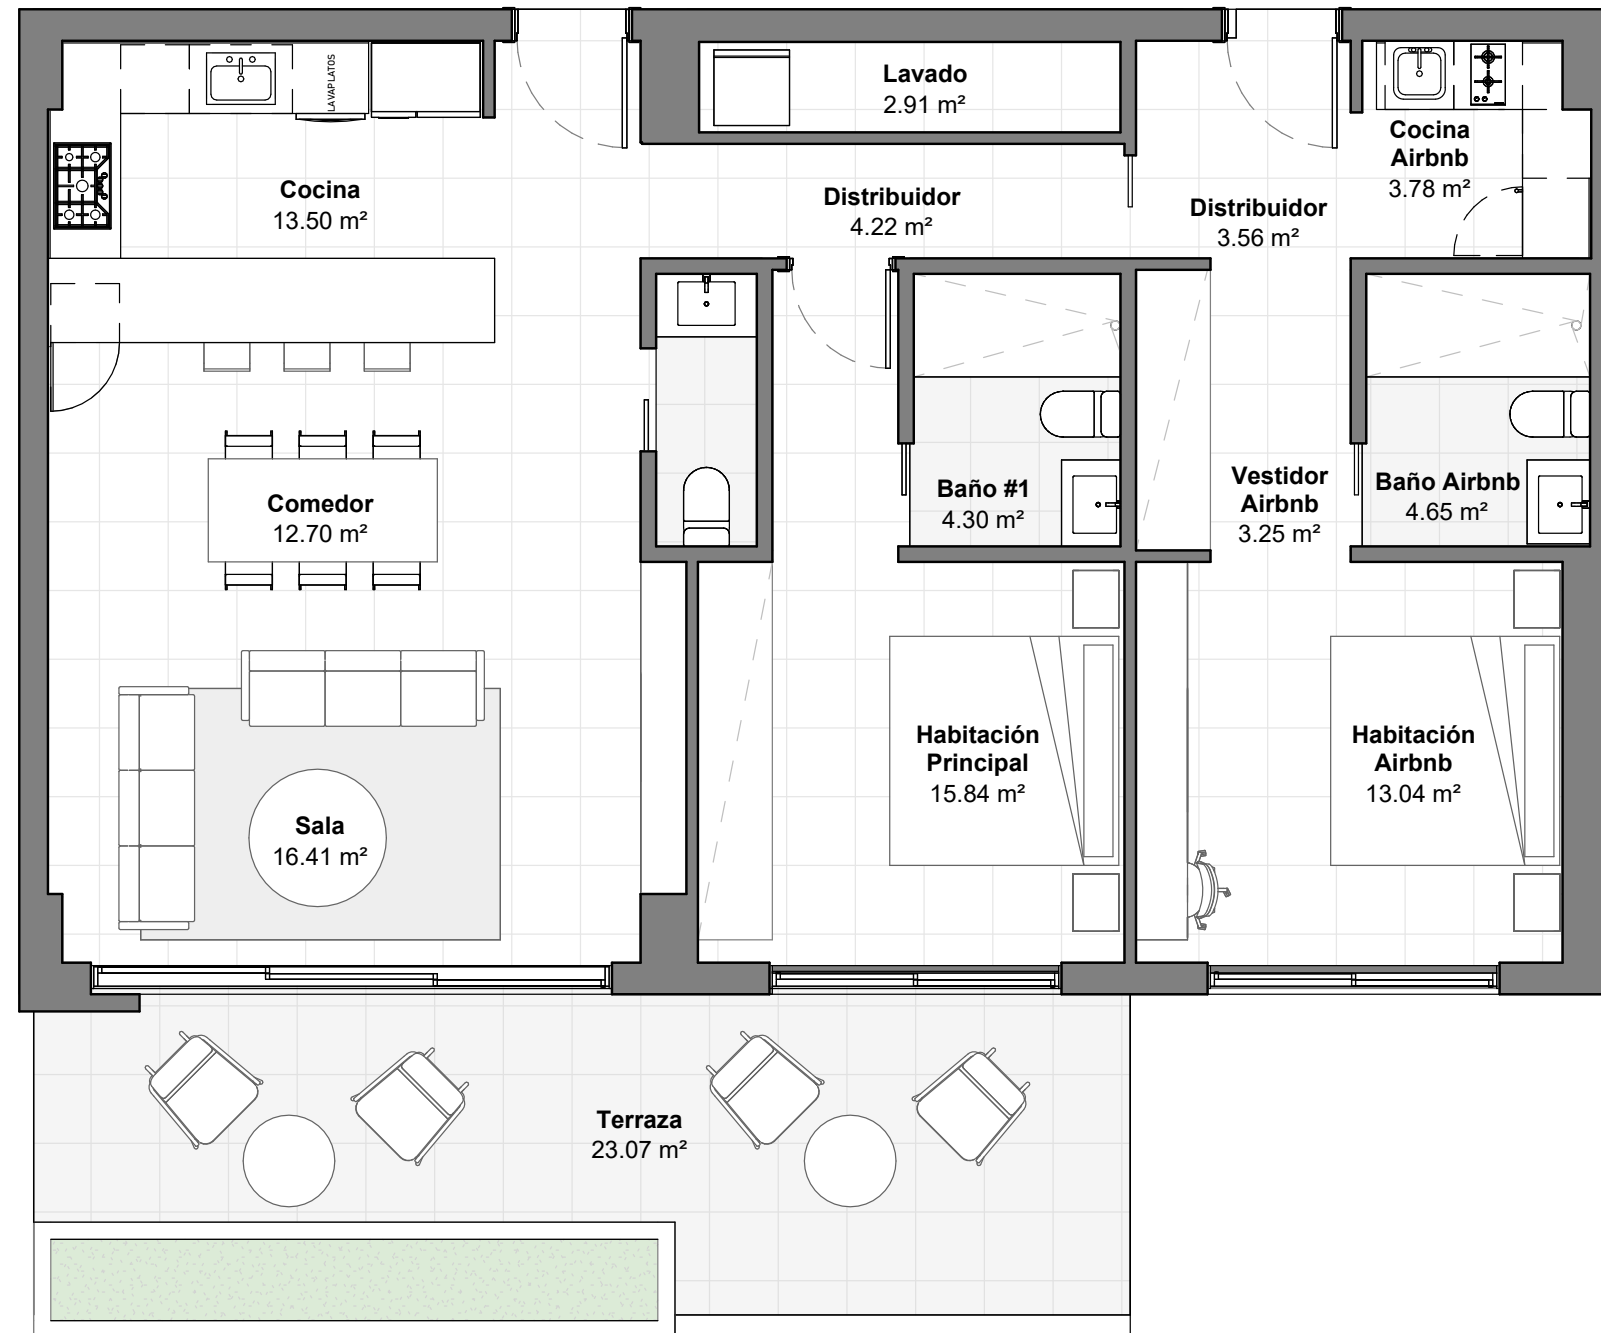 LAVAPLATOS
Lavado
2.91 m²
Cocina
Airbnb
3.78 m²
Cocina
13.50 m²
Distribuidor
4.22 m²
Distribuidor
3.56 m²
Comedor
12.70 m²
Baño #1
4.30 m²
Vestidor
Airbnb
3.25 m²
Baño Airbnb
4.65 m²
Sala
16.41 m²
Habitación
Principal
15.84 m²
Habitación
Airbnb
13.04 m²
Terraza
23.07 m²